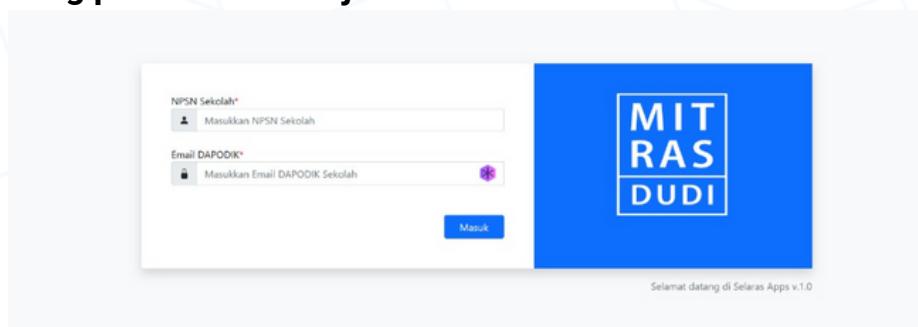 NPSN Sekolah*
Masukkan NPSN Sekolah
Email DAPODIK*
Masukkan Email DAPODIK Sekolah
Masuk
MIT
RAS
DUDI
Selamat datang di Selaras Apps v.1.0